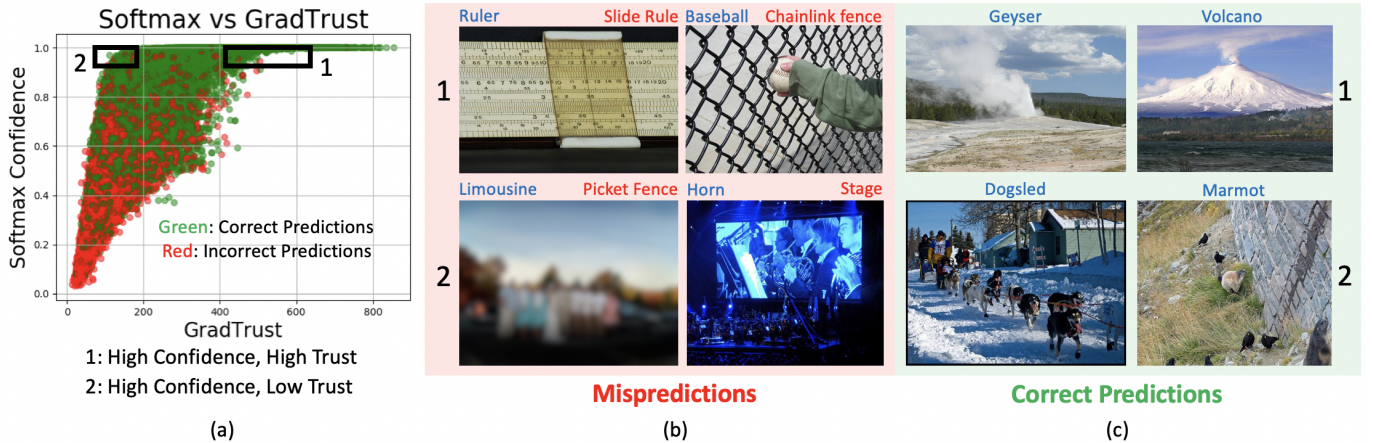 Softmax vs GradTrust
1.0
0.8
0.6
0.4
0.2
0.0
Softmax Confidence
2
1
Green: Correct Predictions
Red: Incorrect Predictions
0 200 400 600 800
GradTrust
1: High Confidence, High Trust
2: High Confidence, Low Trust
(a)
Ruler Slide Rule Baseball Chainlink fence
1
Limousine Picket Fence Horn Stage
2
Mispredictions
(b)
Geyser Volcano
1
Dogsled Marmot
2
Correct Predictions
(c)